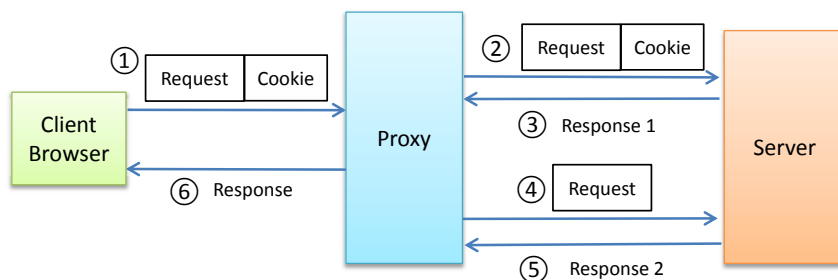 ①
Request Cookie
②
Request Cookie
Client
Browser
Proxy
Server
③ Response 1
④
Request
⑤ Response 2
⑥ Response